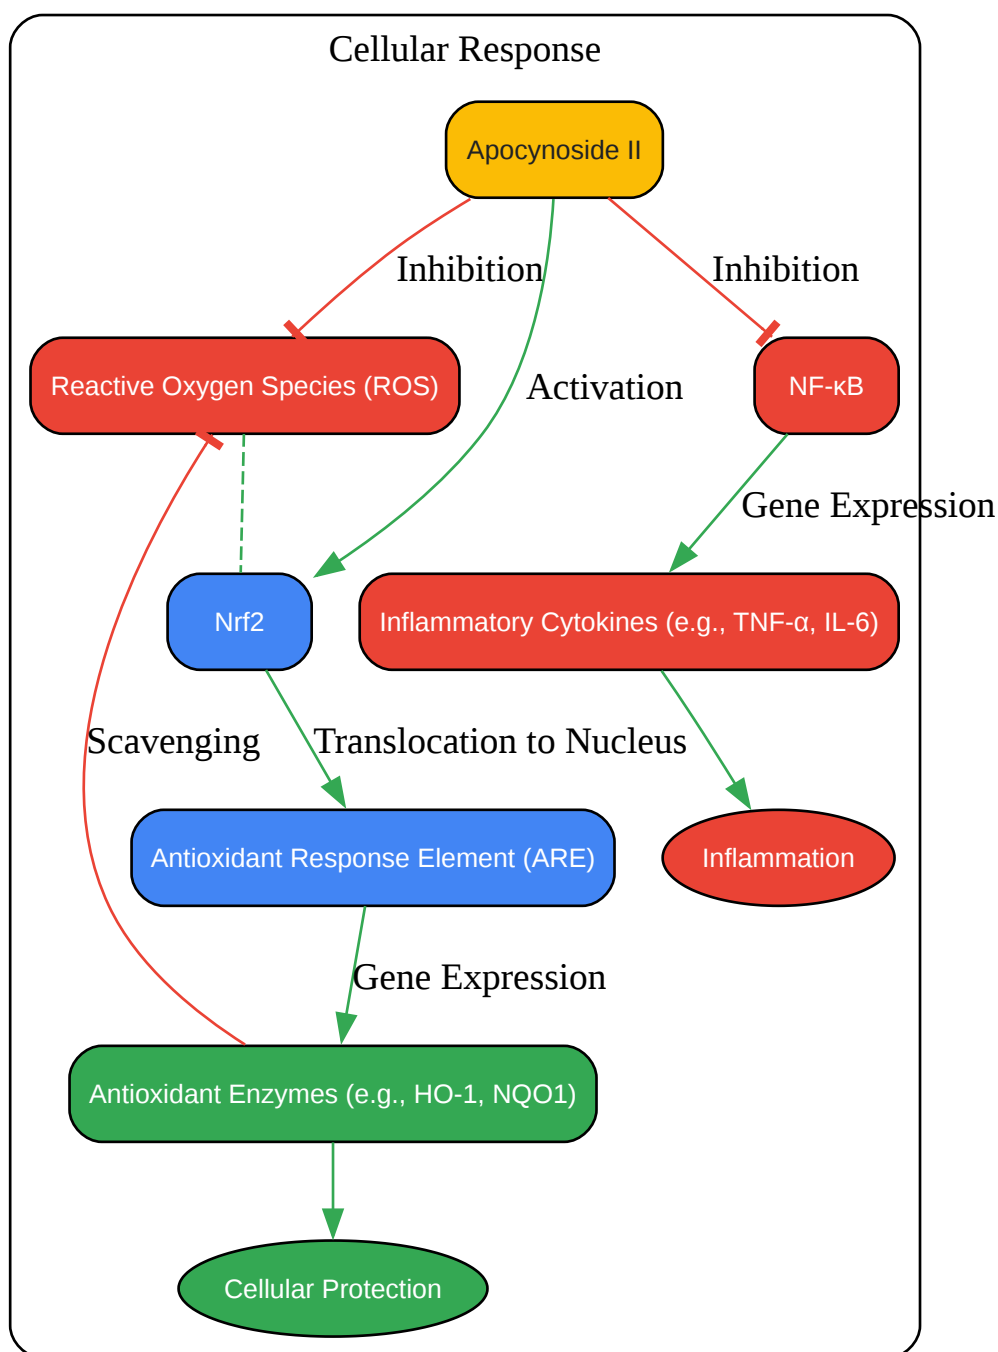 Cellular Response
Apocynoside II
Inhibition
Inhibition
Reactive Oxygen Species (ROS)
NF-κB
Activation
Gene Expression
Nrf2
Inflammatory Cytokines (e.g., TNF-α, IL-6)
Scavenging
Translocation to Nucleus
Antioxidant Response Element (ARE)
Inflammation
Gene Expression
Antioxidant Enzymes (e.g., HO-1, NQO1)
Cellular Protection